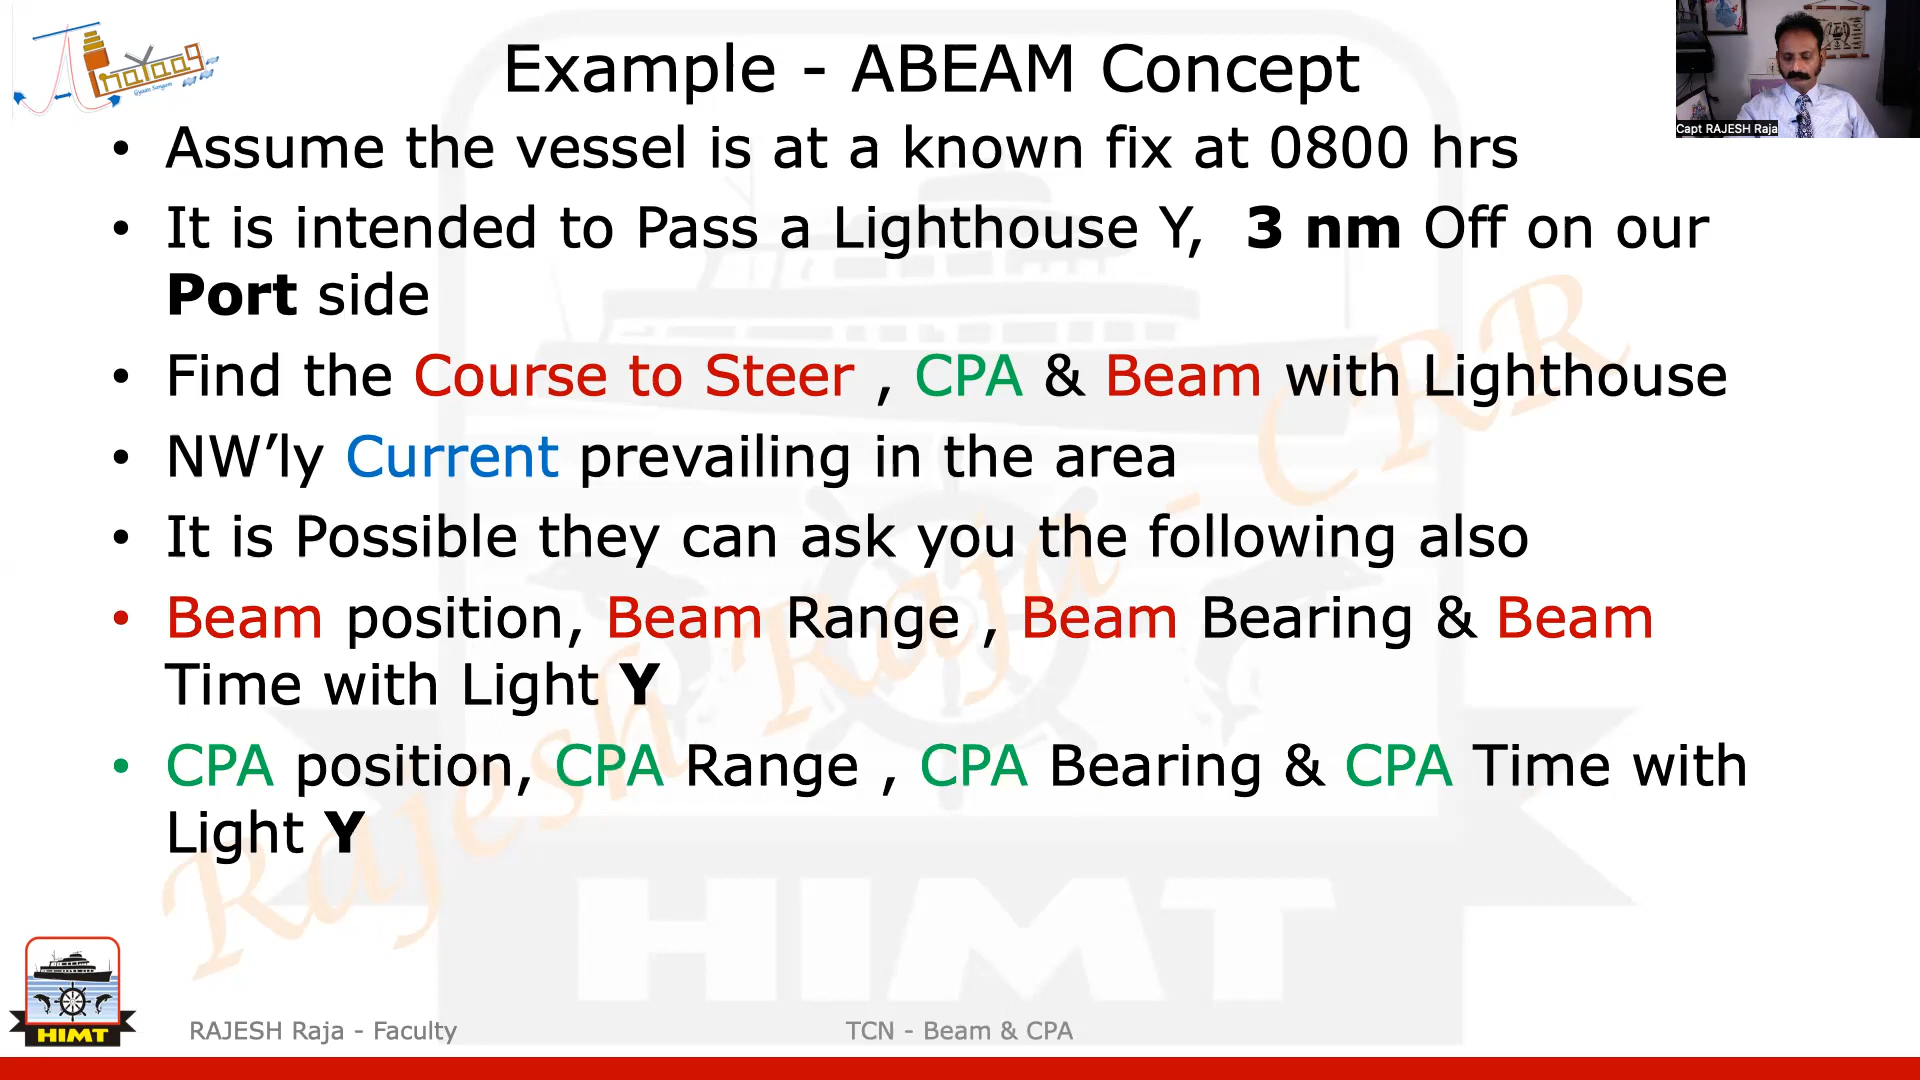 Example - ABEAM Concept
Capt RAJESH Raja
• Assume the vessel is at a known fix at 0800 hrs
• It is intended to Pass a Lighthouse Y, 3 nm Off on our
Port side
• Find the Course to Steer , CPA & Beam with Lighthouse
• NW’ly Current prevailing in the area
• It is Possible they can ask you the following also
• Beam position, Beam Range , Beam Bearing & Beam
Time with Light Y
• CPA position, CPA Range , CPA Bearing & CPA Time with
Light Y
Rajesh Raja - CRR
HIMT
HIMT
RAJESH Raja - Faculty
TCN - Beam & CPA